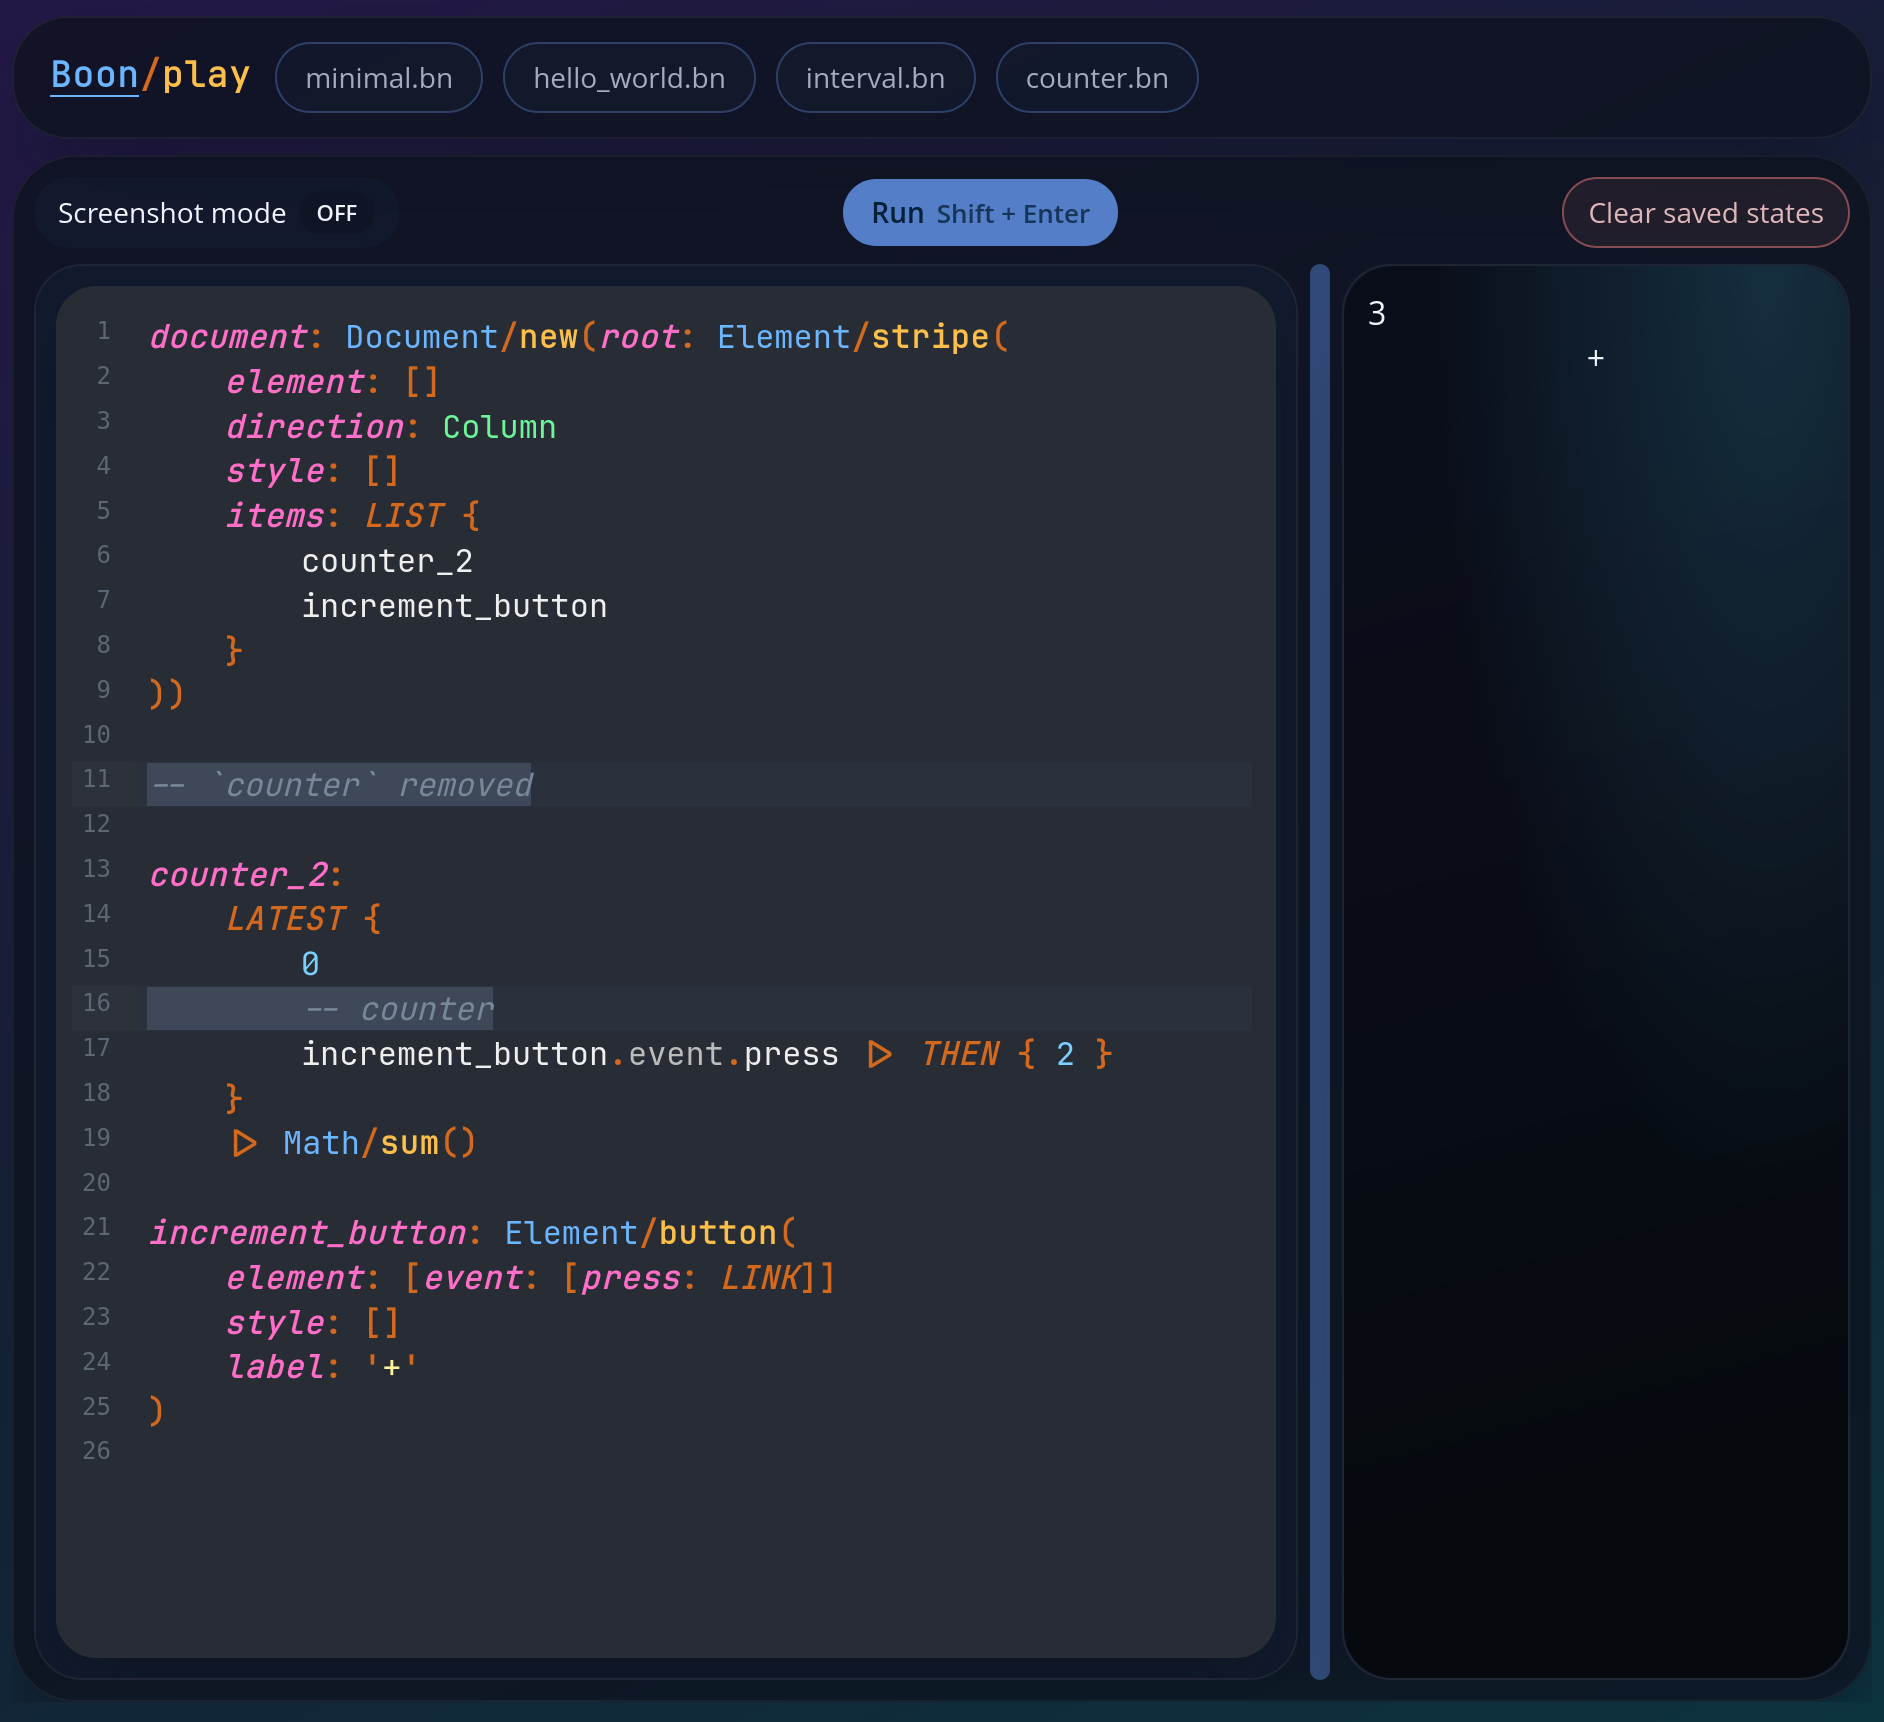 Boon/play minimal.bn hello_world.bn interval.bn counter.bn
Screenshot mode OFF Run Shift + Enter Clear saved states
1 document: Document/new(root: Element/stripe(
2     element: []
3     direction: Column
4     style: []
5     items: LIST {
6         counter_2
7         increment_button
8     }
9 ))
10
11 -- `counter` removed
12
13 counter_2:
14     LATEST {
15         0
16         -- counter
17         increment_button.event.press ▷ THEN { 2 }
18     }
19     ▷ Math/sum()
20
21 increment_button: Element/button(
22     element: [event: [press: LINK]]
23     style: []
24     label: '+'
25 )
26
3
+